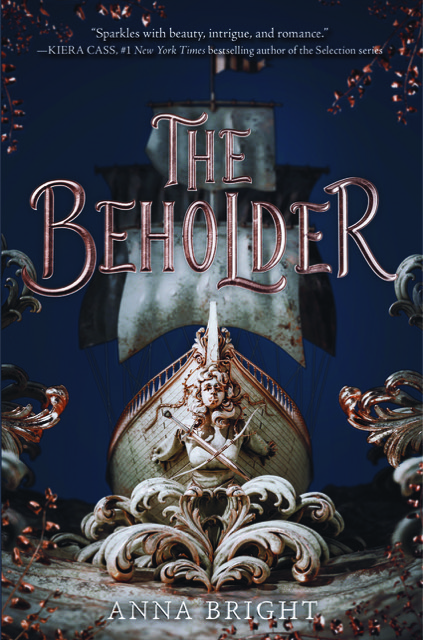 “Sparkles with beauty, intrigue, and romance.”
—KIERA CASS, #1 New York Times bestselling author of the Selection series
THE
BEHOLDER
ANNA BRIGHT